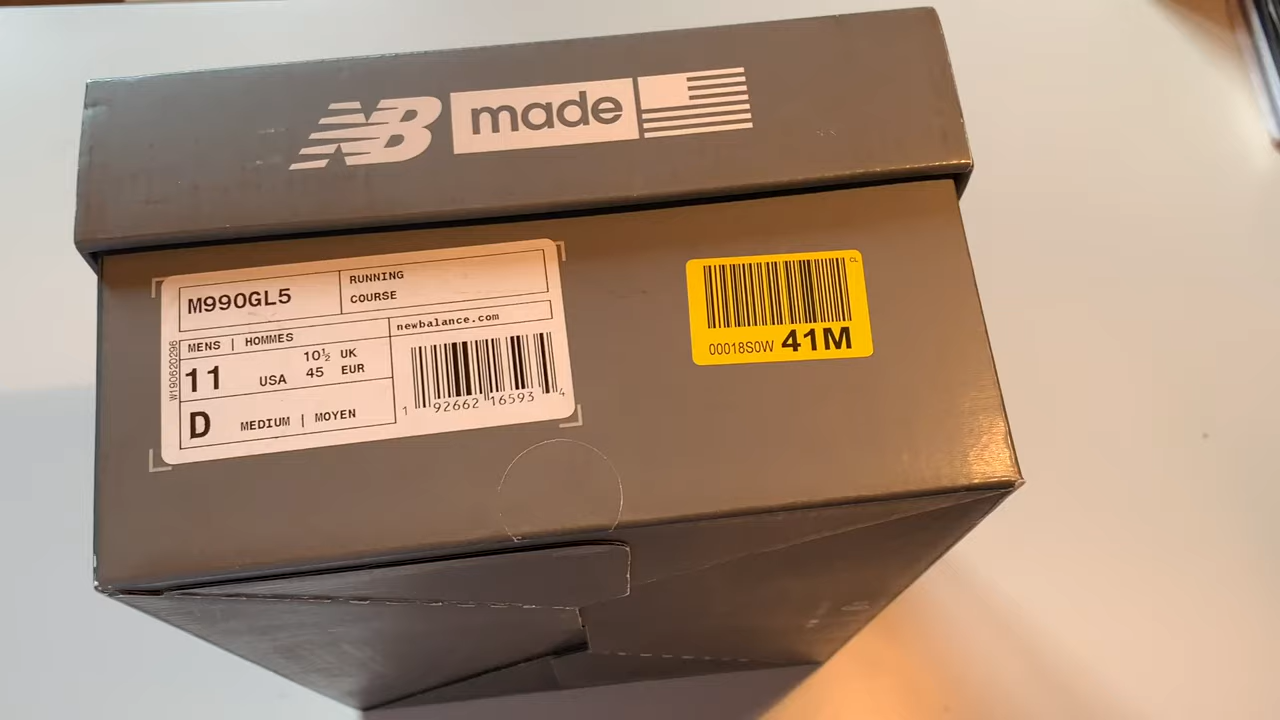 NB made
M990GL5
RUNNING
COURSE
MENS | HOMMES
newbalance.com
11 USA
10½ UK
45 EUR
D MEDIUM | MOYEN
W190620296
1 92662 16593 4
CL
00018S0W 41M